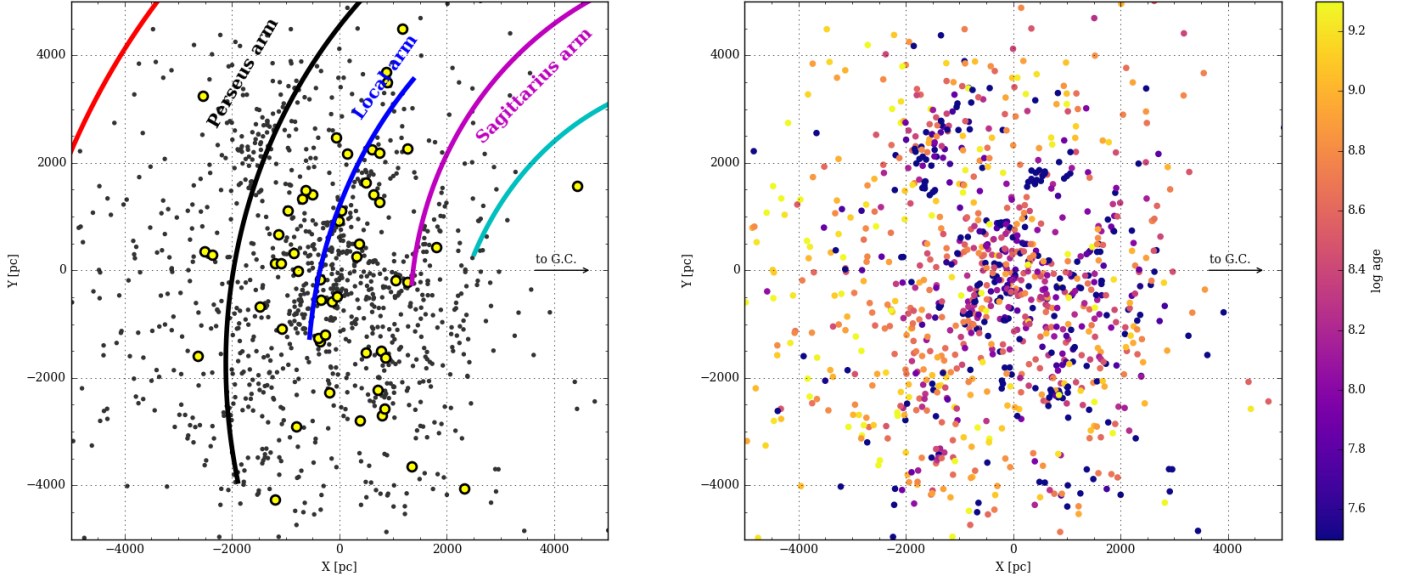 Perseus arm
Local arm
Sagittarius arm
to G.C.
4000
2000
0
−2000
−4000
Y [pc]
−4000 −2000 0 2000 4000
X [pc]
to G.C.
4000
2000
0
−2000
−4000
Y [pc]
−4000 −2000 0 2000 4000
X [pc]
9.2
9.0
8.8
8.6
8.4
8.2
8.0
7.8
7.6
log age